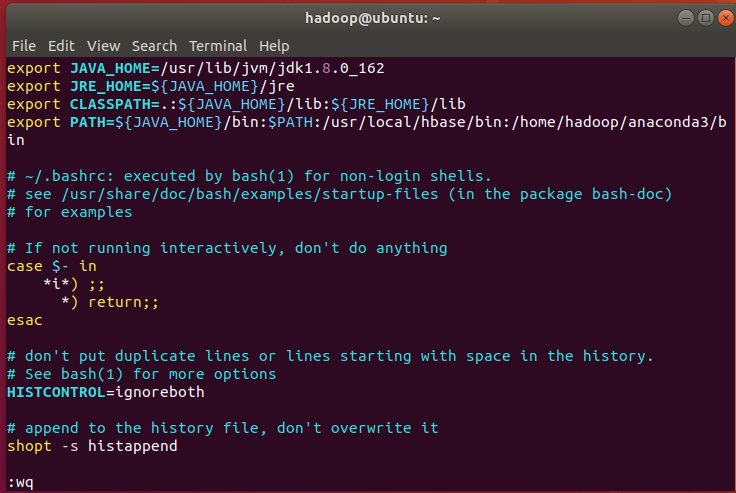 hadoop@ubuntu: ~
File Edit View Search Terminal Help
export JAVA_HOME=/usr/lib/jvm/jdk1.8.0_162
export JRE_HOME=${JAVA_HOME}/jre
export CLASSPATH=.:${JAVA_HOME}/lib:${JRE_HOME}/lib
export PATH=${JAVA_HOME}/bin:$PATH:/usr/local/hbase/bin:/home/hadoop/anaconda3/b
in
# ~/.bashrc: executed by bash(1) for non-login shells.
# see /usr/share/doc/bash/examples/startup-files (in the package bash-doc)
# for examples
# If not running interactively, don't do anything
case $- in
    *i*) ;;
      *) return;;
esac
# don't put duplicate lines or lines starting with space in the history.
# See bash(1) for more options
HISTCONTROL=ignoreboth
# append to the history file, don't overwrite it
shopt -s histappend
:wq